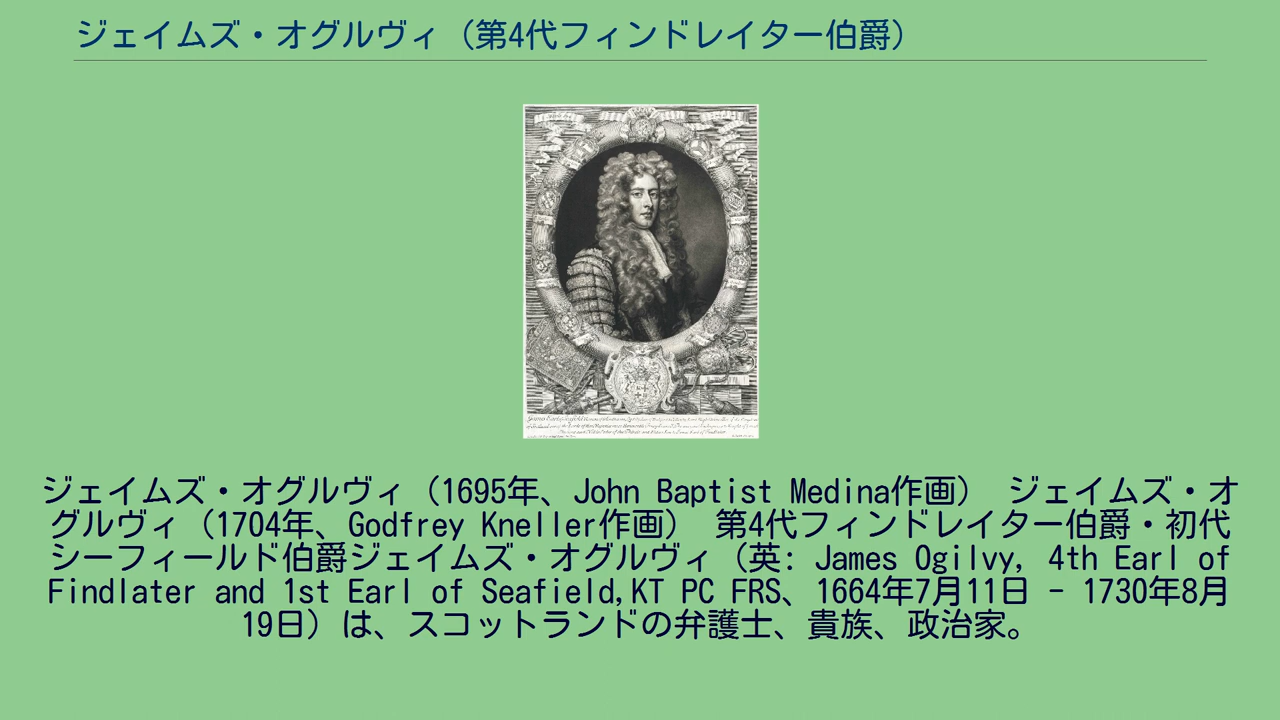 ジェイムズ・オグルヴィ（第4代フィンドレイター伯爵）
ジェイムズ・オグルヴィ（1695年、John Baptist Medina作画） ジェイムズ・オ
グルヴィ（1704年、Godfrey Kneller作画） 第4代フィンドレイター伯爵・初代
シーフィールド伯爵ジェイムズ・オグルヴィ（英: James Ogilvy, 4th Earl of
Findlater and 1st Earl of Seafield,KT PC FRS、1664年7月11日 - 1730年8月
19日）は、スコットランドの弁護士、貴族、政治家。